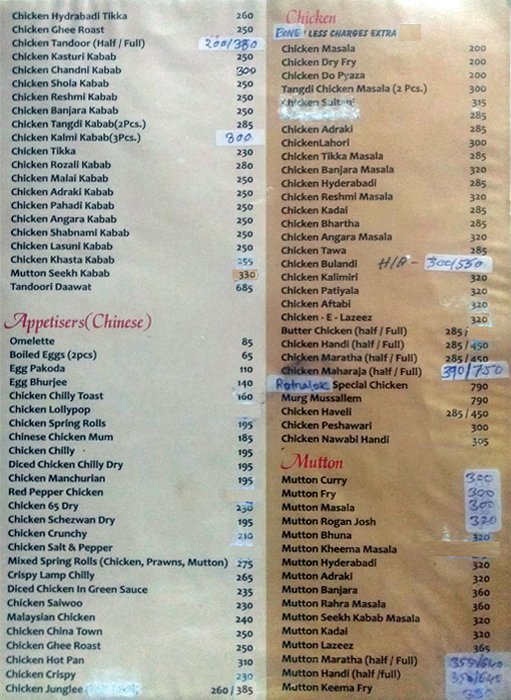 Chicken Hydrabadi Tikka 260
Chicken Ghee Roast 250
Chicken Tandoor (Half / Full) 200/380
Chicken Kasturi Kabab 250
Chicken Chandni Kabab 300
Chicken Shola Kabab 250
Chicken Reshmi Kabab 250
Chicken Banjara Kabab 250
Chicken Tangdi Kabab(2Pcs.) 285
Chicken Kalmi Kabab(3Pcs.) 300
Chicken Tikka 230
Chicken Rozali Kabab 280
Chicken Malai Kabab 250
Chicken Adraki Kabab 250
Chicken Pahadi Kabab 250
Chicken Angara Kabab 250
Chicken Shabnami Kabab 250
Chicken Lasuni Kabab 250
Chicken Khasta Kabab 255
Mutton Seekh Kabab 330
Tandoori Daawat 685
Appetisers(Chinese)
Omelette 85
Boiled Eggs (2pcs) 65
Egg Pakoda 110
Egg Bhurjee 140
Chicken Chilly Toast 160
Chicken Lollypop
Chicken Spring Rolls 195
Chinese Chicken Mum 185
Chicken Chilly 195
Diced Chicken Chilly Dry 195
Chicken Manchurian 195
Red Pepper Chicken
Chicken 65 Dry 230
Chicken Schezwan Dry 195
Chicken Crunchy 210
Chicken Salt & Pepper
Mixed Spring Rolls (Chicken, Prawns, Mutton) 275
Crispy Lamp Chilly 265
Diced Chicken In Green Sauce 235
Chicken Saiwoo 230
Malaysian Chicken 240
Chicken China Town 250
Chicken Ghee Roast 250
Chicken Hot Pan 310
Chicken Crispy 230
Chicken Junglee 260 / 385
Chicken
BONE LESS CHARGES EXTRA
Chicken Masala 200
Chicken Dry Fry 200
Chicken Do Pyaza 200
Tangdi Chicken Masala (2 Pcs.) 300
Chicken Sultani 315
285
Chicken Adraki 285
ChickenLahori 300
Chicken Tikka Masala 285
Chicken Banjara Masala 320
Chicken Hyderabadi 285
Chicken Reshmi Masala 320
Chicken Kadai 285
Chicken Bhartha 285
Chicken Angara Masala 320
Chicken Tawa 285
Chicken Bulandi H/Q - 300/550
Chicken Kalimiri 320
Chicken Patiyala 320
Chicken Aftabi 320
Chicken - E - Lazeez 320
Butter Chicken (half / Full) 285 /
Chicken Handi (half / Full) 285 / 450
Chicken Maratha (half / Full) 285 / 450
Chicken Maharaja (half / Full) 390/750
Ratnalok Special Chicken 790
Murg Mussallem 790
Chicken Haveli 285 / 450
Chicken Peshawari 300
Chicken Nawabi Handi 305
Mutton
Mutton Curry 300
Mutton Fry 300
Mutton Masala 300
Mutton Rogan Josh 320
Mutton Bhuna 320
Mutton Kheema Masala
Mutton Hyderabadi 320
Mutton Adraki 320
Mutton Banjara 360
Mutton Rahra Masala 360
Mutton Seekh Kabab Masala 320
Mutton Kadai 320
Mutton Lazeez 365
Mutton Maratha (half / Full) 350/640
Mutton Handi (half /full) 350/640
Mutton Keema Fry